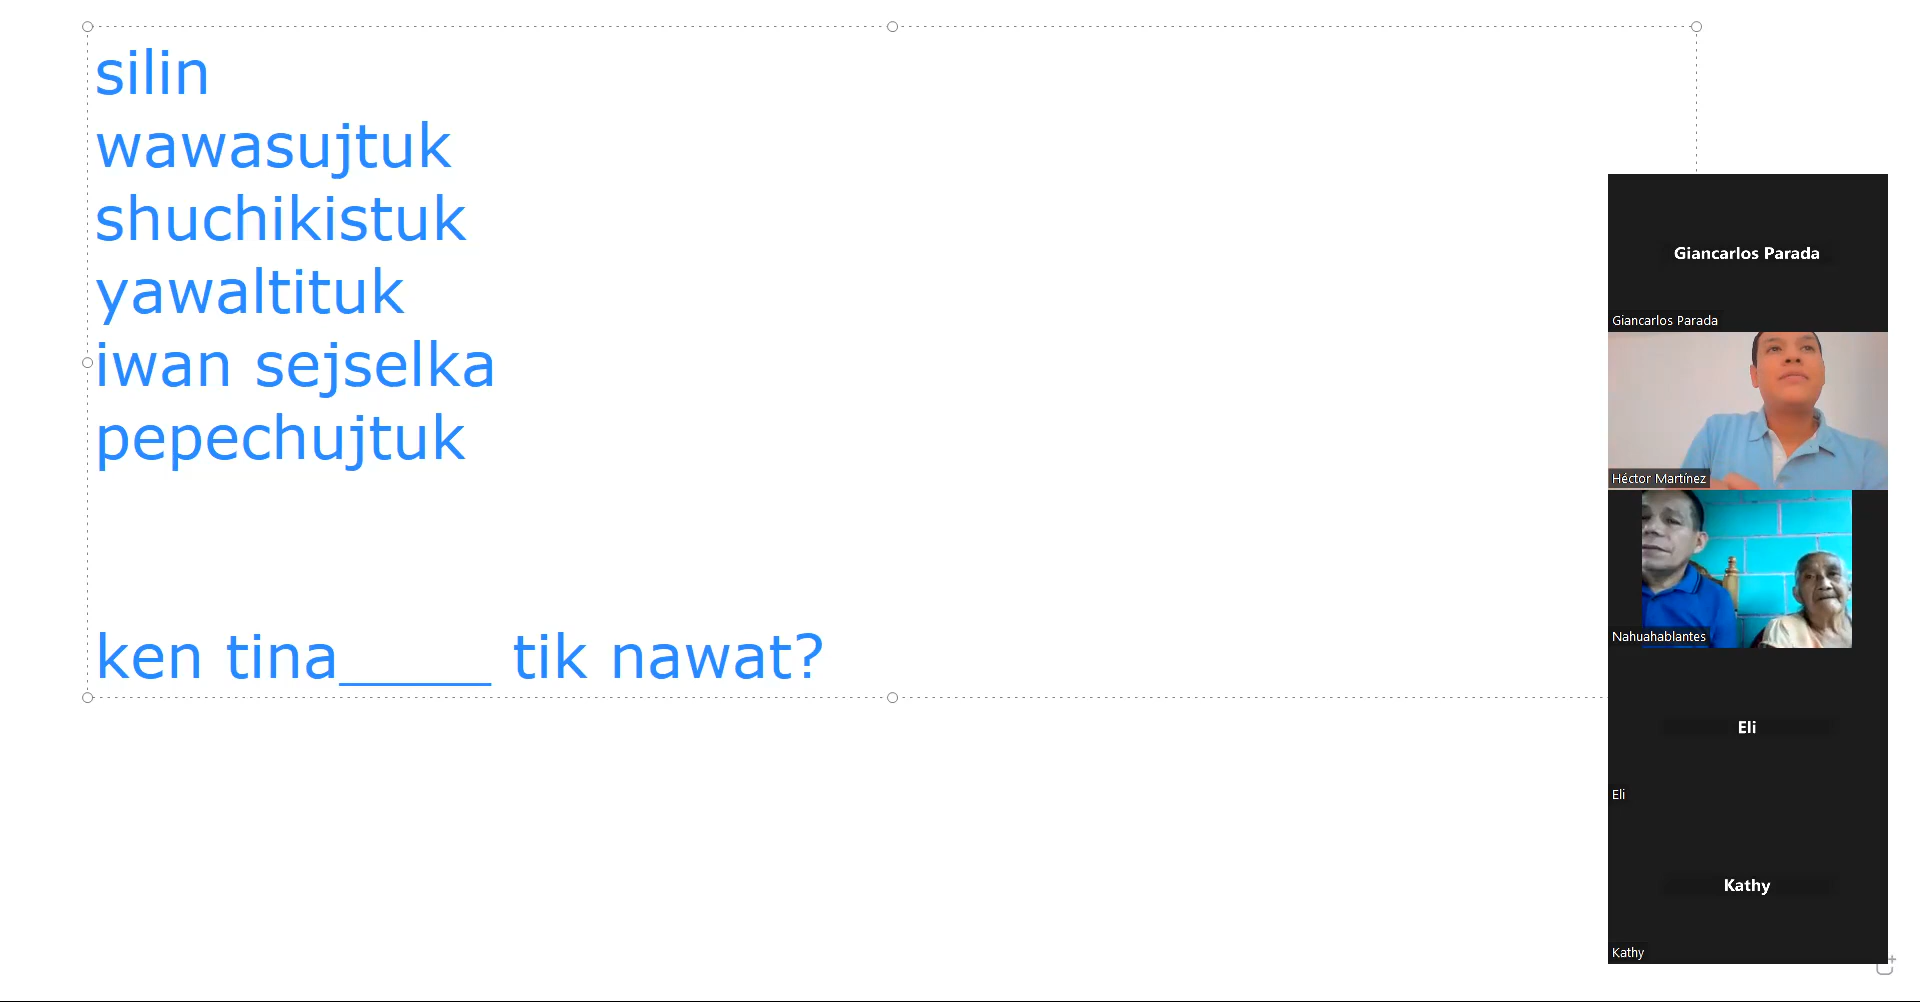 silin
wawasujtuk
shuchikistuk
yawaltituk
iwan sejselka
pepechujtuk
ken tina_____ tik nawat?
Giancarlos Parada
Giancarlos Parada
Héctor Martínez
Nahuahablantes
Eli
Eli
Kathy
Kathy